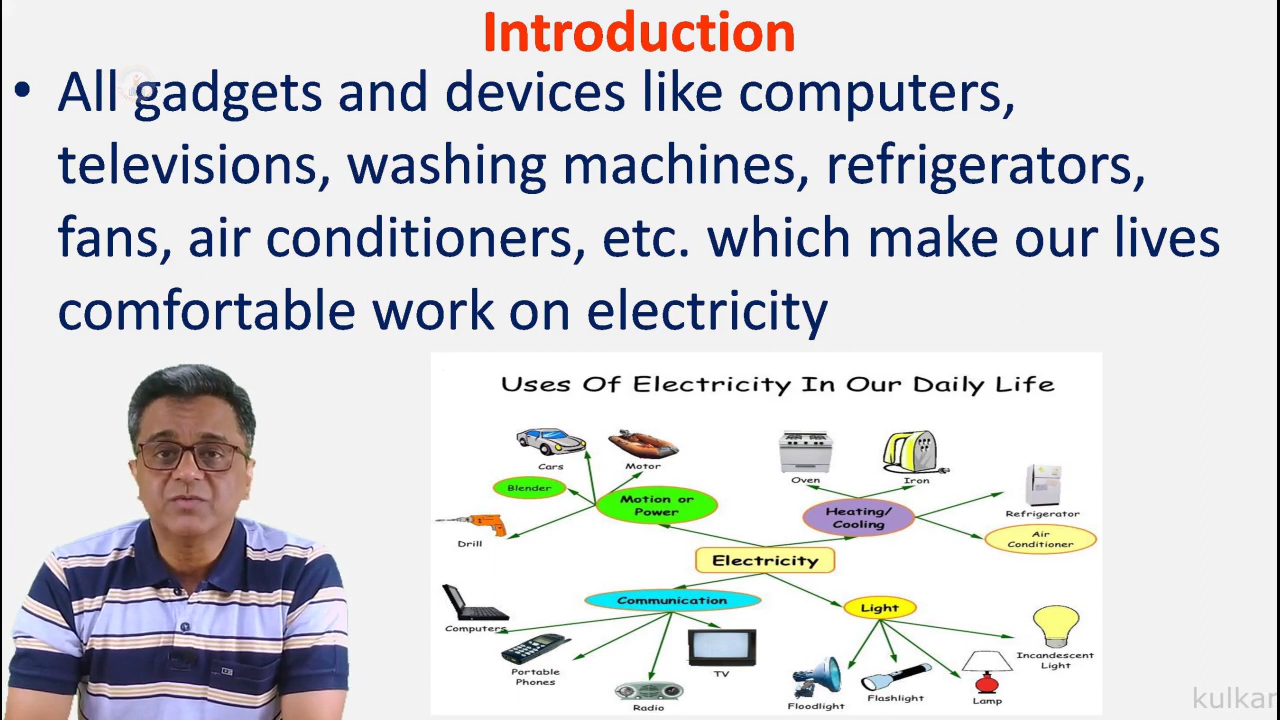 Introduction
• All gadgets and devices like computers,
televisions, washing machines, refrigerators,
fans, air conditioners, etc. which make our lives
comfortable work on electricity
Uses Of Electricity In Our Daily Life
Cars
Motor
Oven
Iron
Blender
Motion or
Power
Heating/
Cooling
Refrigerator
Drill
Air
Conditioner
Electricity
Communication
Light
Computers
Portable
Phones
TV
Radio
Floodlight
Flashlight
Lamp
Incandescent
Light
kulkar